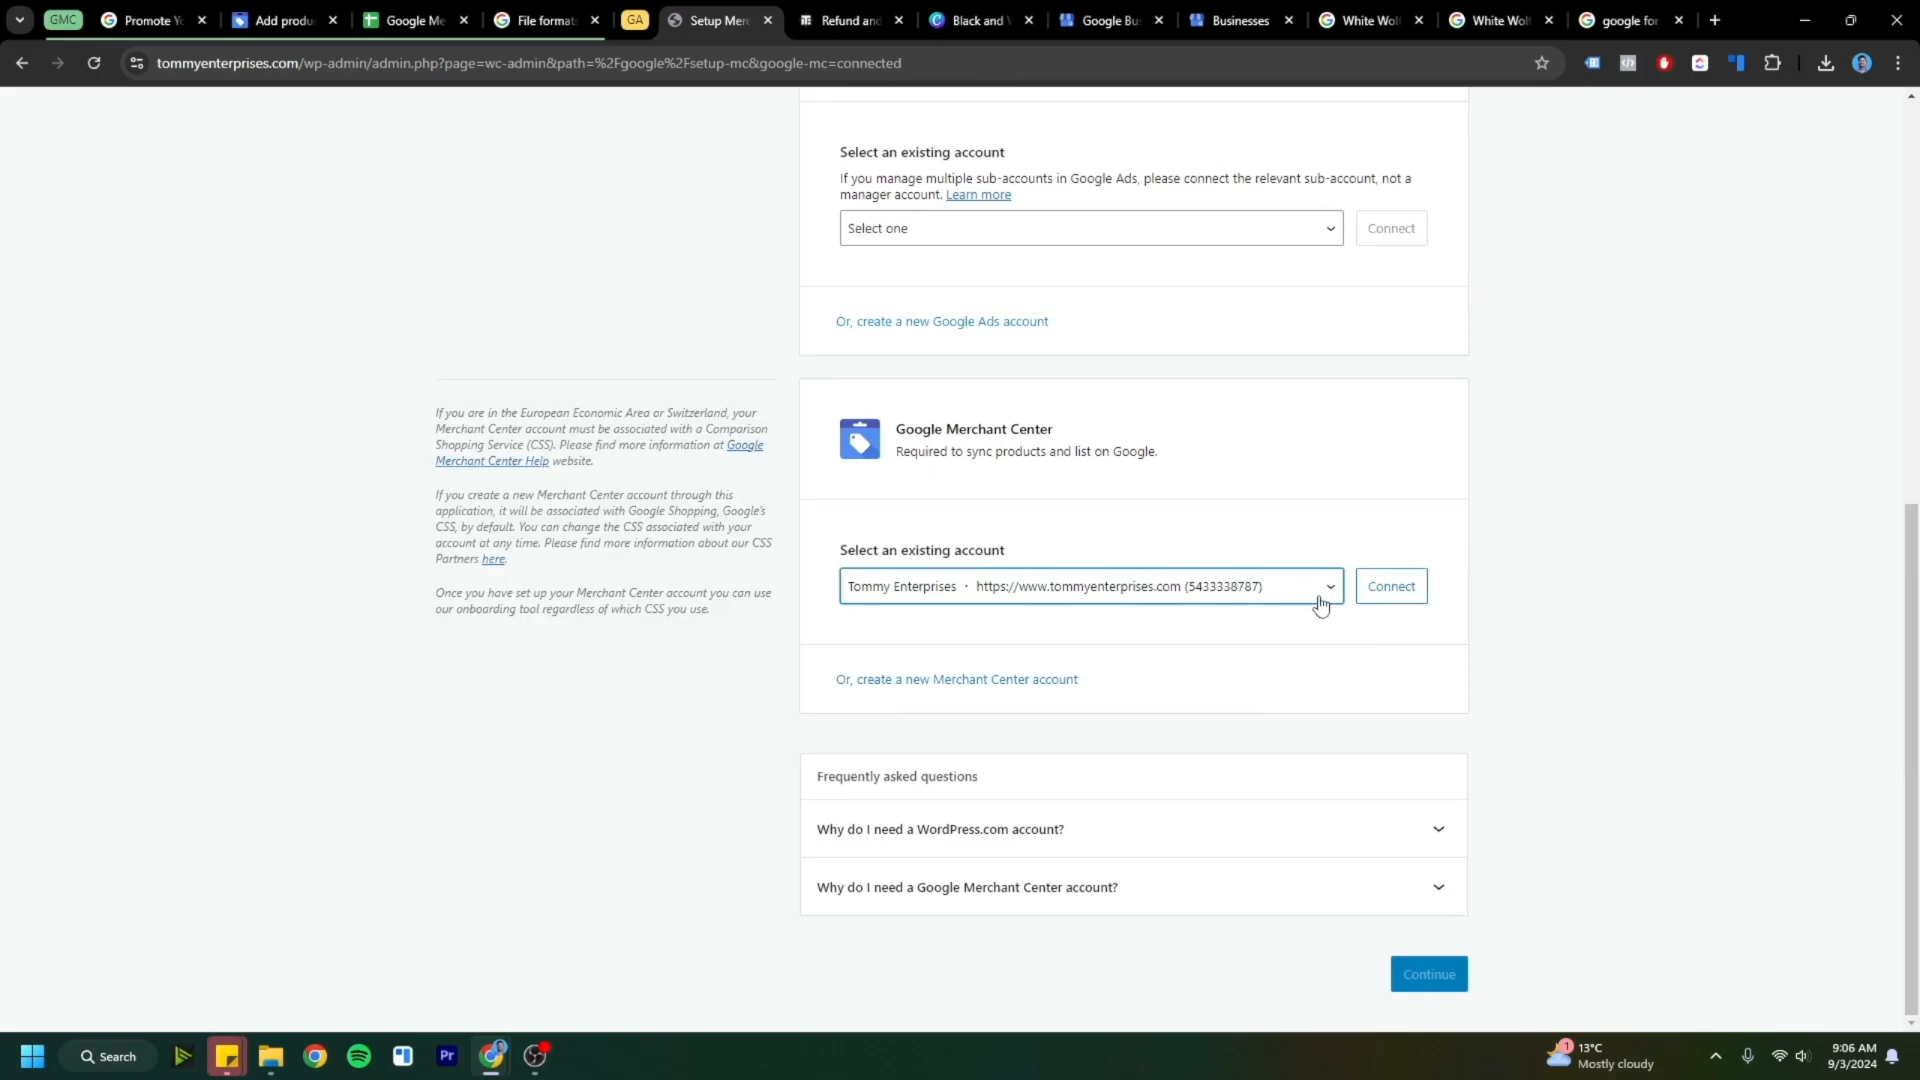 GMC
Promote Yo
Add produ
Google Me
File format
GA
Setup Merc
Refund and
Black and V
Google Bu
Businesses
White Wol
White Wol
google for
tommyenterprises.com/wp-admin/admin.php?page=wc-admin&path=%2Fgoogle%2Fsetup-mc&google-mc=connected
Select an existing account
If you manage multiple sub-accounts in Google Ads, please connect the relevant sub-account, not a
manager account. Learn more
Select one
Connect
Or, create a new Google Ads account
If you are in the European Economic Area or Switzerland, your
Merchant Center account must be associated with a Comparison
Shopping Service (CSS). Please find more information at Google
Merchant Center Help website.
If you create a new Merchant Center account through this
application, it will be associated with Google Shopping, Google's
CSS, by default. You can change the CSS associated with your
account at any time. Please find more information about our CSS
Partners here.
Once you have set up your Merchant Center account you can use
our onboarding tool regardless of which CSS you use.
Google Merchant Center
Required to sync products and list on Google.
Select an existing account
Tommy Enterprises · https://www.tommyenterprises.com (5433338787)
Connect
Or, create a new Merchant Center account
Frequently asked questions
Why do I need a WordPress.com account?
Why do I need a Google Merchant Center account?
Continue
Search
Pr
1
13°C
Mostly cloudy
9:06 AM
9/3/2024